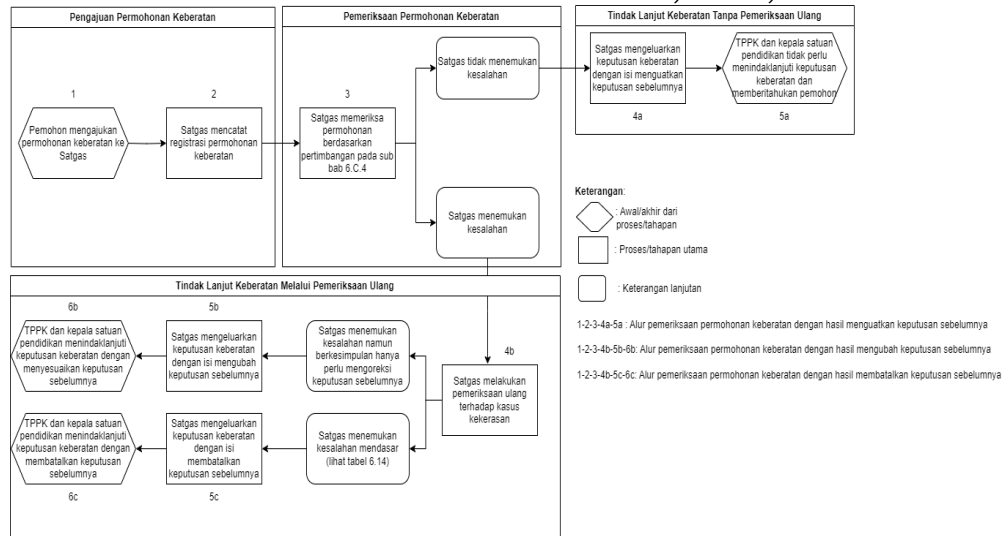 Pengajuan Permohonan Keberatan
1
2
Pemohon mengajukan
permohonan keberatan ke
Satgas
Satgas mencatat
registrasi permohonan
keberatan
Pemeriksaan Permohonan Keberatan
3
Satgas memeriksa
permohonan
berdasarkan
pertimbangan pada sub
bab 6.C.4
Satgas tidak menemukan
kesalahan
Satgas menemukan
kesalahan
Tindak Lanjut Keberatan Tanpa Pemeriksaan Ulang
Satgas mengeluarkan
keputusan keberatan
dengan isi menguatkan
keputusan sebelumnya
4a
TPPK dan kepala satuan
pendidikan tidak perlu
menindaklanjuti keputusan
keberatan dan
memberitahukan pemohon
5a
Keterangan:
: Awal/akhir dari
proses/tahapan
: Proses/tahapan utama
: Keterangan lanjutan
1-2-3-4a-5a : Alur pemeriksaan permohonan keberatan dengan hasil menguatkan keputusan sebelumnya
1-2-3-4b-5b-6b: Alur pemeriksaan permohonan keberatan dengan hasil mengubah keputusan sebelumnya
1-2-3-4b-5c-6c: Alur pemeriksaan permohonan keberatan dengan hasil membatalkan keputusan sebelumnya
Tindak Lanjut Keberatan Melalui Pemeriksaan Ulang
4b
Satgas melakukan
pemeriksaan ulang
terhadap kasus
kekerasan
Satgas menemukan
kesalahan namun
berkesimpulan hanya
perlu mengoreksi
keputusan sebelumnya
5b
Satgas mengeluarkan
keputusan keberatan
dengan isi mengubah
keputusan sebelumnya
6b
TPPK dan kepala satuan
pendidikan menindaklanjuti
keputusan keberatan dengan
menyesuaikan keputusan
sebelumnya
Satgas menemukan
kesalahan mendasar
(lihat tabel 6.14)
Satgas mengeluarkan
keputusan keberatan
dengan isi
membatalkan
keputusan sebelumnya
5c
TPPK dan kepala satuan
pendidikan menindaklanjuti
keputusan keberatan dengan
membatalkan keputusan
sebelumnya
6c